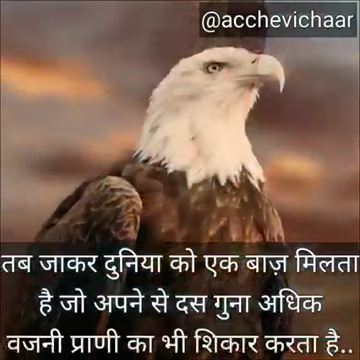 @acchevichaar
तब जाकर दुनिया को एक बाज़ मिलता
है जो अपने से दस गुना अधिक
वजनी प्राणी का भी शिकार करता है..